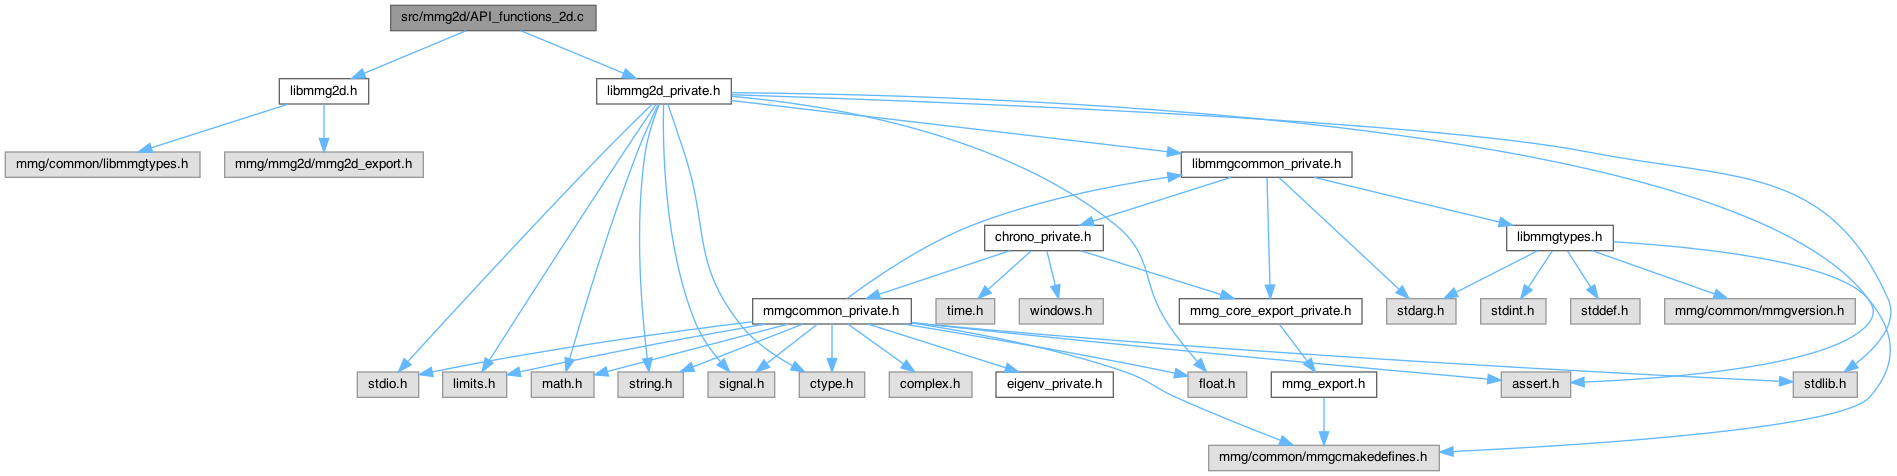 src/mmg2d/API_functions_2d.c
libmmg2d.h
libmmg2d_private.h
mmg/common/libmmgtypes.h
mmg/mmg2d/mmg2d_export.h
libmmgcommon_private.h
chrono_private.h
libmmgtypes.h
mmgcommon_private.h
time.h
windows.h
mmg_core_export_private.h
stdarg.h
stdint.h
stddef.h
mmg/common/mmgversion.h
stdio.h
limits.h
math.h
string.h
signal.h
ctype.h
complex.h
eigenv_private.h
float.h
mmg_export.h
assert.h
stdlib.h
mmg/common/mmgcmakedefines.h